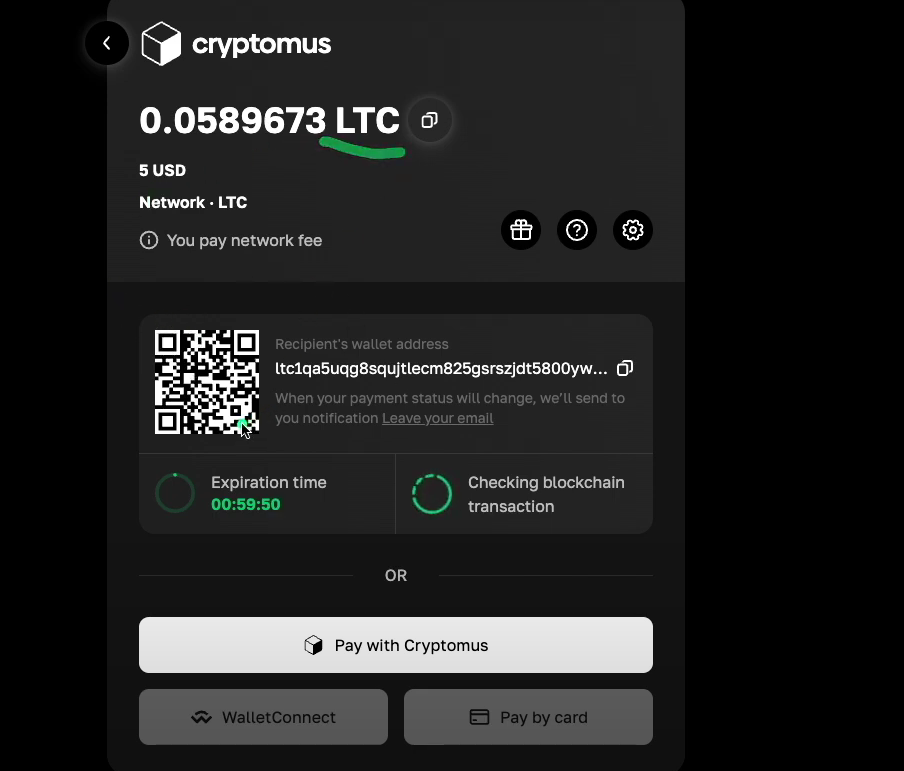 cryptomus
0.0589673 LTC
5 USD
Network · LTC
You pay network fee
Recipient's wallet address
ltc1qa5uqg8squjtlecm825gsrszjdt5800yw...
When your payment status will change, we'll send to
you notification Leave your email
Expiration time
00:59:50
Checking blockchain
transaction
OR
Pay with Cryptomus
WalletConnect
Pay by card